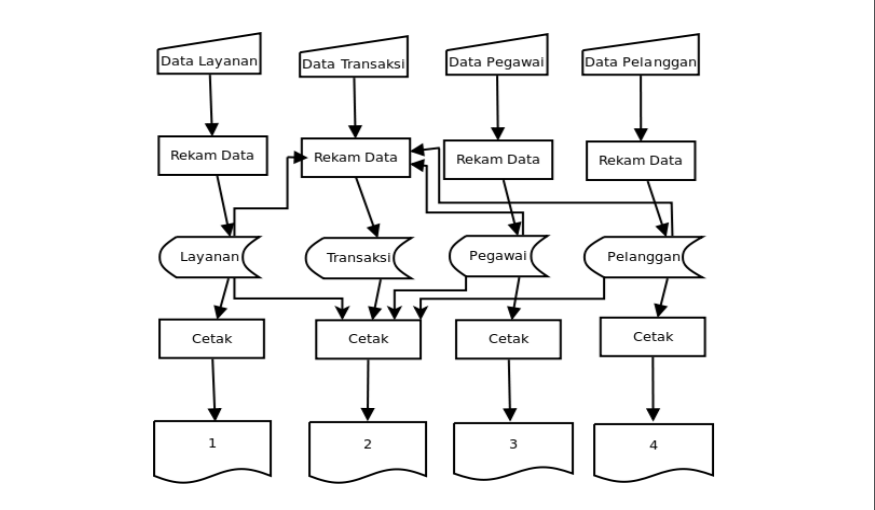 Data Layanan
Data Transaksi
Data Pegawai
Data Pelanggan
Rekam Data
Rekam Data
Rekam Data
Rekam Data
Layanan
Transaksi
Pegawai
Pelanggan
Cetak
Cetak
Cetak
Cetak
1
2
3
4